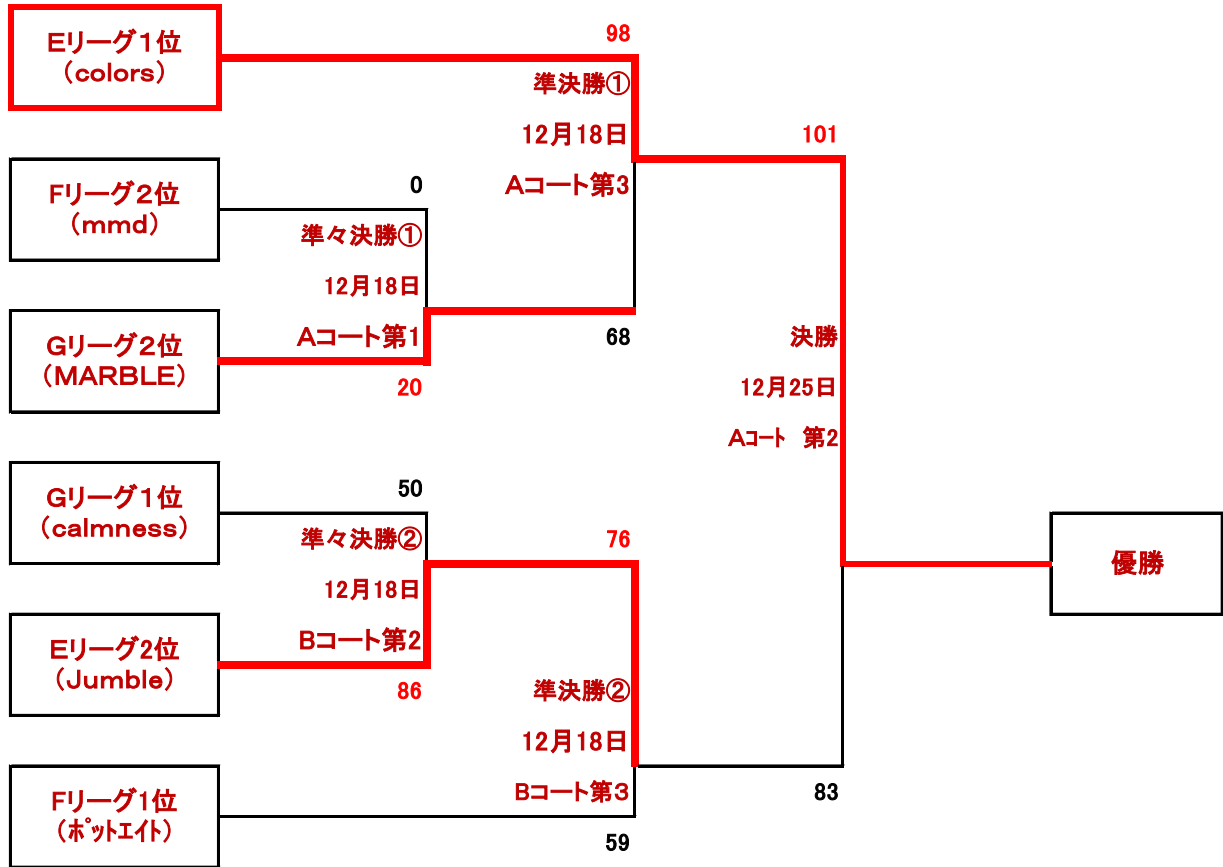 Eリーグ1位
(colors)
98
準決勝①
12月18日
Aコート第3
101
Fリーグ2位
(mmd)
0
準々決勝①
12月18日
Aコート第1
Gリーグ2位
(MARBLE)
20
68
決勝
12月25日
Aコート 第2
Gリーグ1位
(calmness)
50
準々決勝②
12月18日
Bコート第2
76
優勝
Eリーグ2位
(Jumble)
86
準決勝②
12月18日
Bコート第3
Fリーグ1位
(ポットエイト)
59
83